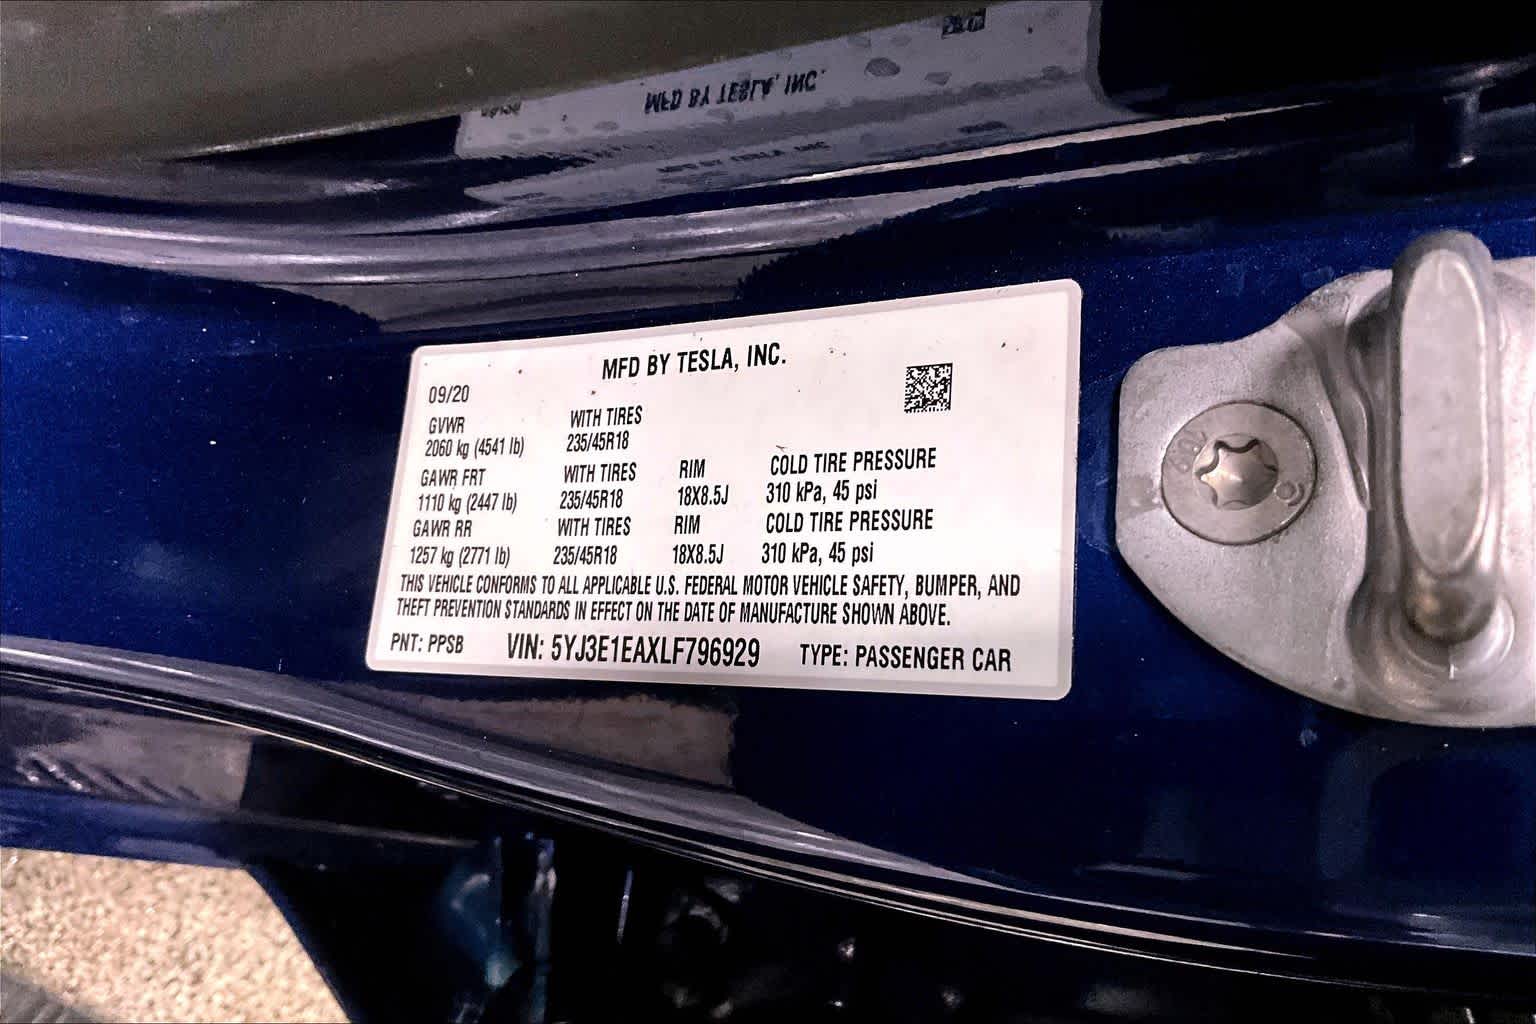 MFD BY TESLA, INC.
MFD BY TESLA, INC.
MFD BY TESLA, INC.
09/20
GVWR WITH TIRES
2060 kg (4541 lb) 235/45R18
GAWR FRT WITH TIRES RIM COLD TIRE PRESSURE
1110 kg (2447 lb) 235/45R18 18X8.5J 310 kPa, 45 psi
GAWR RR WITH TIRES RIM COLD TIRE PRESSURE
1257 kg (2771 lb) 235/45R18 18X8.5J 310 kPa, 45 psi
THIS VEHICLE CONFORMS TO ALL APPLICABLE U.S. FEDERAL MOTOR VEHICLE SAFETY, BUMPER, AND
THEFT PREVENTION STANDARDS IN EFFECT ON THE DATE OF MANUFACTURE SHOWN ABOVE.
PNT: PPSB VIN: 5YJ3E1EAXLF796929 TYPE: PASSENGER CAR